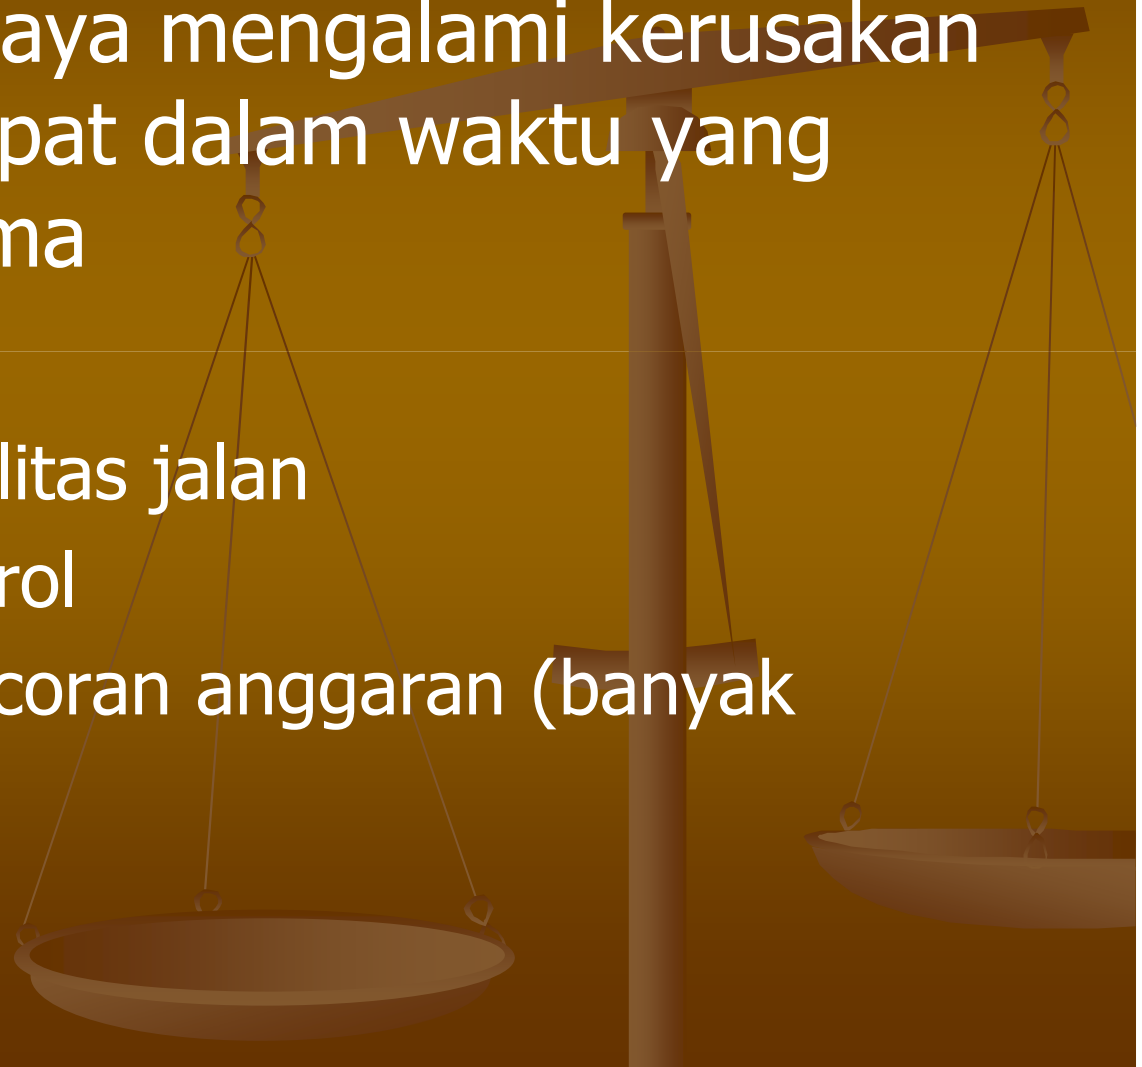 aya mengalami kerusakan
pat dalam waktu yang
ma
litas jalan
rol
coran anggaran (banyak